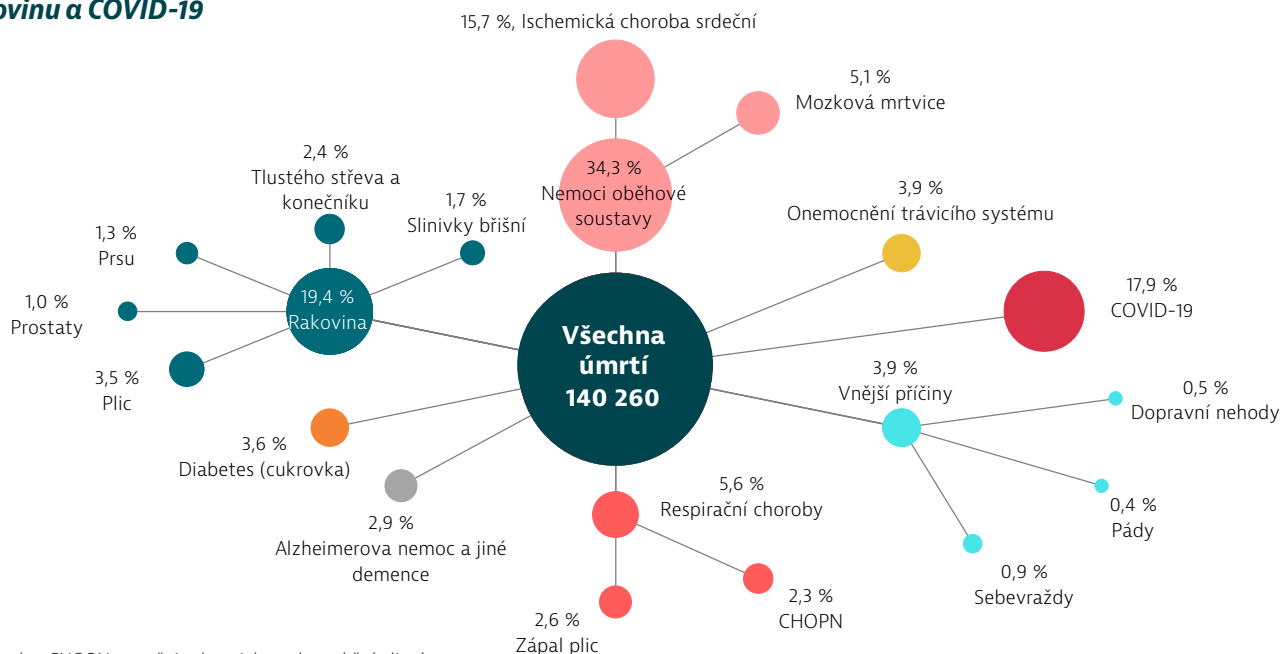 ovinu a COVID-19
15,7 %, Ischemická choroba srdeční
5,1 %
Mozková mrtvice
34,3 %
Nemoci oběhové
soustavy
2,4 %
Tlustého střeva a
konečníku
1,7 %
Slinivky břišní
1,3 %
Prsu
1,0 %
Prostaty
3,5 %
Plic
19,4 %
Rakovina
3,9 %
Onemocnění trávicího systému
17,9 %
COVID-19
Všechna
úmrtí
140 260
3,9 %
Vnější příčiny
0,5 %
Dopravní nehody
0,4 %
Pády
0,9 %
Sebevraždy
3,6 %
Diabetes (cukrovka)
2,9 %
Alzheimerova nemoc a jiné
demence
5,6 %
Respirační choroby
2,3 %
CHOPN
2,6 %
Zápal plic